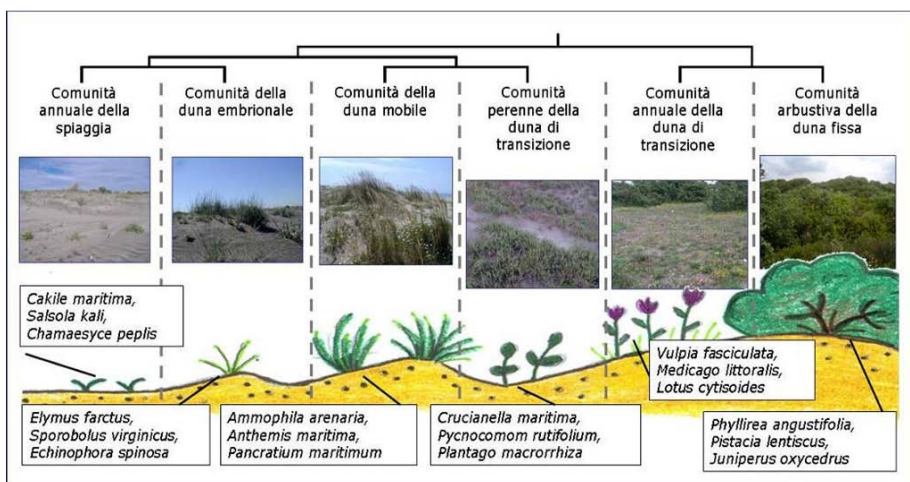 Comunità
annuale della
spiaggia
Comunità della
duna embrionale
Comunità della
duna mobile
Comunità
perenne della
duna di
transizione
Comunità
annuale della
duna di
transizione
Comunità
arbustiva della
duna fissa
Cakile maritima,
Salsola kali,
Chamaesyce peplis
Elymus farctus,
Sporobolus virginicus,
Echinophora spinosa
Ammophila arenaria,
Anthemis maritima,
Pancratium maritimum
Crucianella maritima,
Pycnocomom rutifolium,
Plantago macrorrhiza
Vulpia fasciculata,
Medicago littoralis,
Lotus cytisoides
Phyllirea angustifolia,
Pistacia lentiscus,
Juniperus oxycedrus